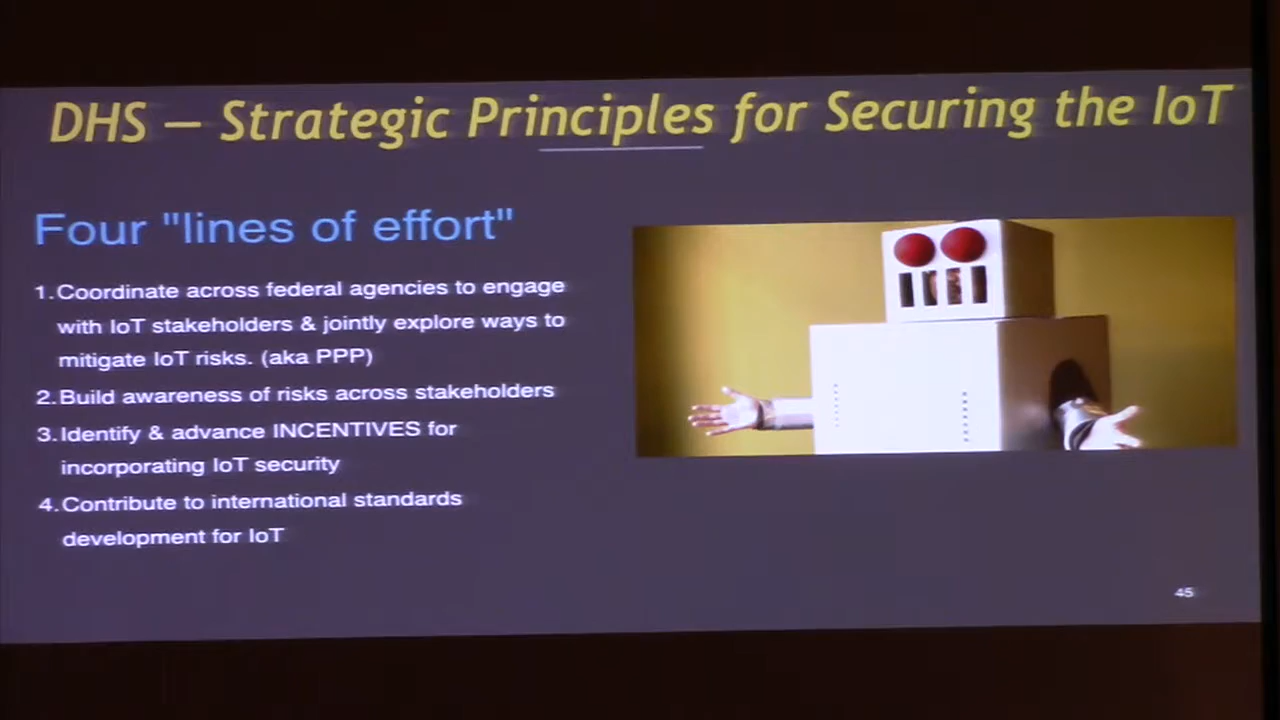 DHS — Strategic Principles for Securing the IoT
Four "lines of effort"
1. Coordinate across federal agencies to engage
with IoT stakeholders & jointly explore ways to
mitigate IoT risks. (aka PPP)
2. Build awareness of risks across stakeholders
3. Identify & advance INCENTIVES for
incorporating IoT security
4. Contribute to international standards
development for IoT
45